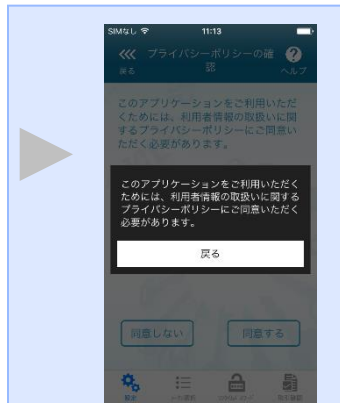 SIMなし 11:13
プライバシーポリシーの確
認
戻る
ヘルプ
このアプリケーションをご利用いただ
くためには、利用者情報の取扱いに関
するプライバシーポリシーにご同意い
ただく必要があります。
このアプリケーションをご利用いただく
ためには、利用者情報の取扱いに関する
プライバシーポリシーにご同意いただく
必要があります。
戻る
同意しない
同意する
設定